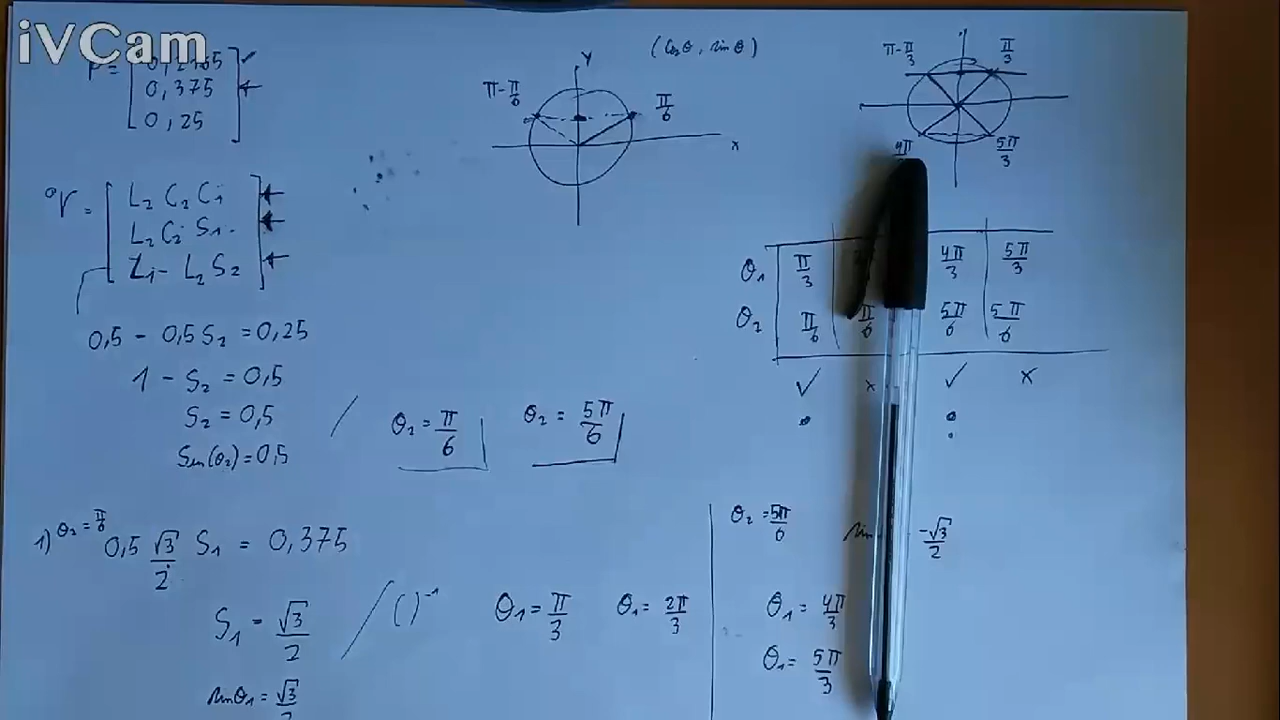 iVCam
0,375
0,25
°r = [ L₂ C₂ C₁
L₂ C₂ S₁
Z₁ - L₂ S₂ ]
0,5 - 0,5 S₂ = 0,25
1 - S₂ = 0,5
S₂ = 0,5
Sen(θ₂) = 0,5
/ θ₂ = π/6
θ₂ = 5π/6
1) θ₂ = π/6
0,5 √3/2 S₁ = 0,375
S₁ = √3/2 / ( )⁻¹
sinθ₁ = √3/2
θ₁ = π/3
θ₁ = 2π/3
(cosθ, sinθ)
y
π - π/6
π/6
x
π - π/3
π/3
4π
5π/3
θ₁ π/3 4π/3 5π/3
θ₂ π/6 π/6 5π/6 5π/6
✓ x ✓ x
θ₂ = 5π/6
sin -√3/2
θ₁ = 4π/3
θ₁ = 5π/3